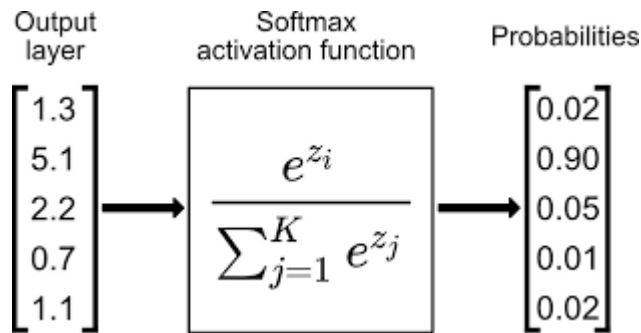 Output
layer
Softmax
activation function
Probabilities
1.3
5.1
2.2
0.7
1.1
e^{z_i}
∑_{j=1}^{K} e^{z_j}
0.02
0.90
0.05
0.01
0.02